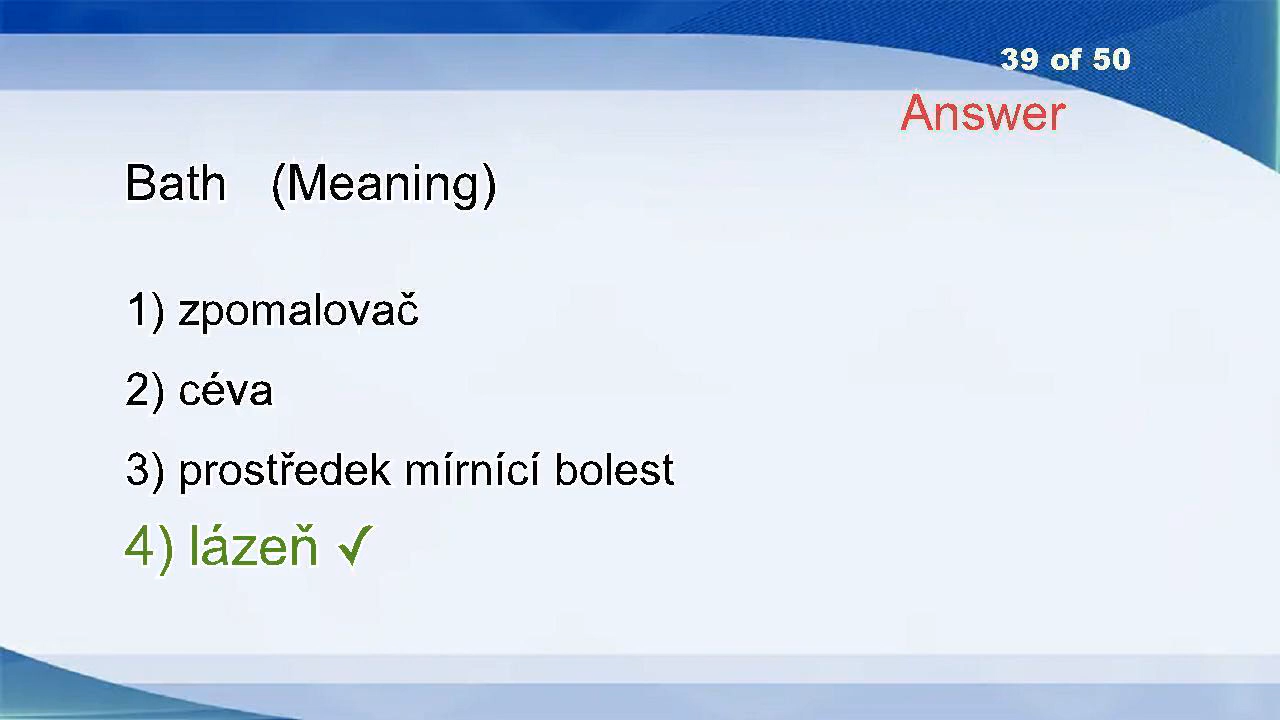 39 of 50
Answer
Bath (Meaning)
1) zpomalovač
2) céva
3) prostředek mírnící bolest
4) lázeň ✓